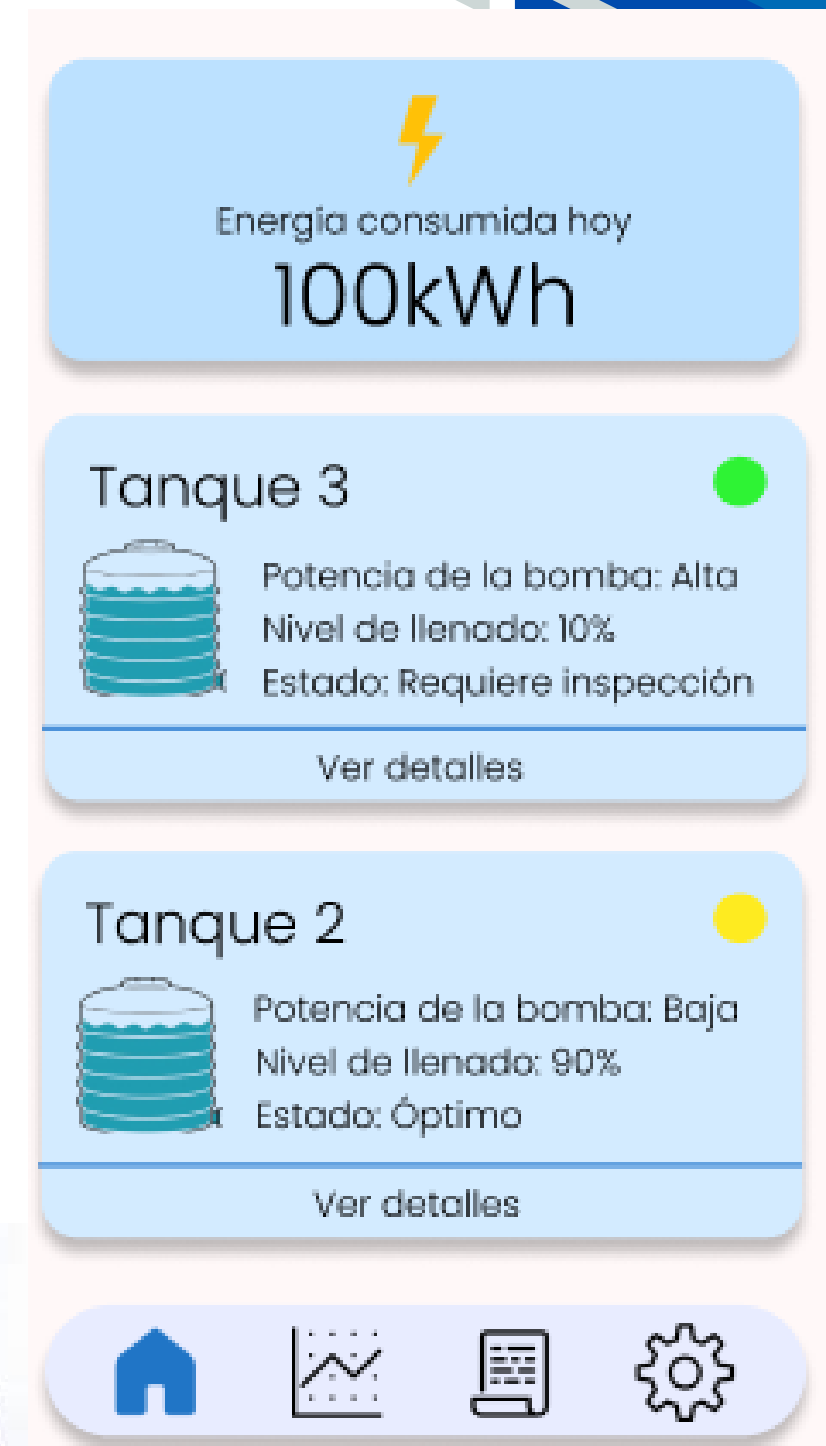 Energia consumida hoy
100kWh
Tanque 3
Potencia de la bomba: Alta
Nivel de llenado: 10%
Estado: Requiere inspección
Ver detalles
Tanque 2
Potencia de la bomba: Baja
Nivel de llenado: 90%
Estado: Óptimo
Ver detalles